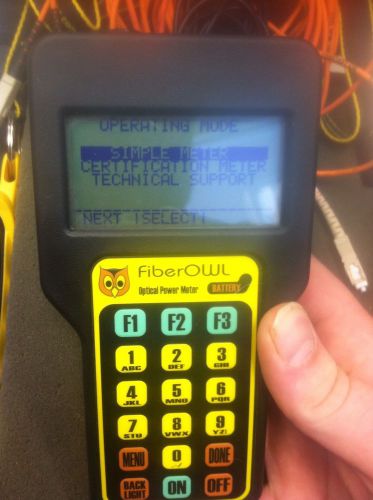 OPERATING MODE
SIMPLE METER
CERTIFICATION METER
TECHNICAL SUPPORT
NEXT |SELECT|
FiberOWL
Optical Power Meter BATTERY
F1 F2 F3
1 2 3
ABC DEF GHI
4 5 6
JKL MNO PQR
7 8 9
STU VWX YZ
MENU 0 DONE
BACK LIGHT ON OFF